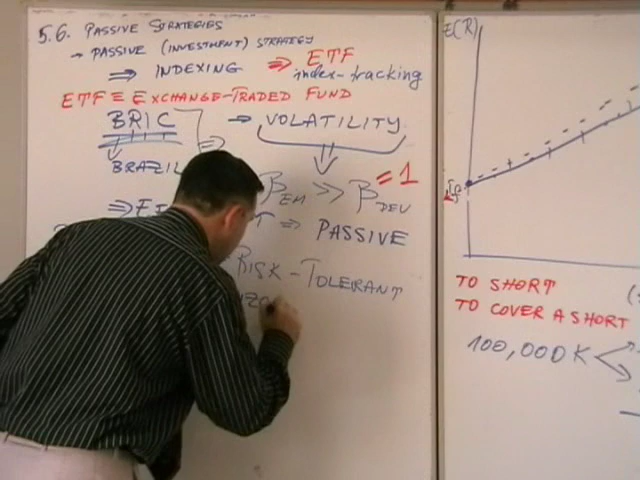 5.6. PASSIVE STRATEGIES
→ PASSIVE (INVESTMENT) STRATEGY
⇒ INDEXING ⇒ ETF
index-tracking
ETF ≡ EXCHANGE-TRADED FUND
BRIC → VOLATILITY
BRAZIL
β EM >> β DEV = 1
⇒ PASSIVE
RISK-TOLERANT
E(R)
TO SHORT
TO COVER A SHORT
100,000K